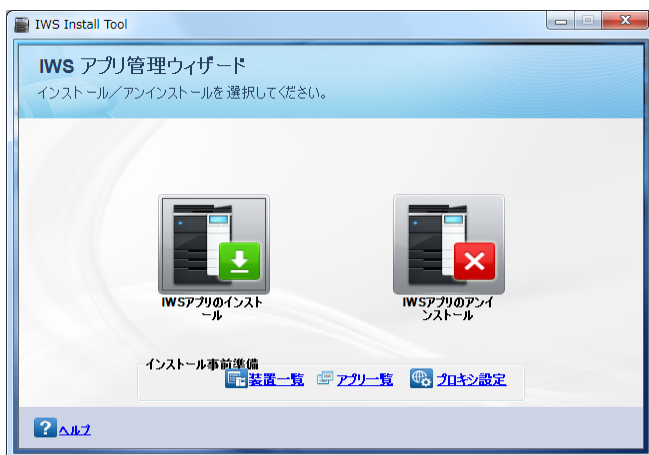 IWS Install Tool
IWS アプリ管理ウィザード
インストール／アンインストールを選択してください。
IWSアプリのインスト
ール
IWSアプリのアンイ
ンストール
インストール事前準備
装置一覧 アプリ一覧 プロキシ設定
ヘルプ